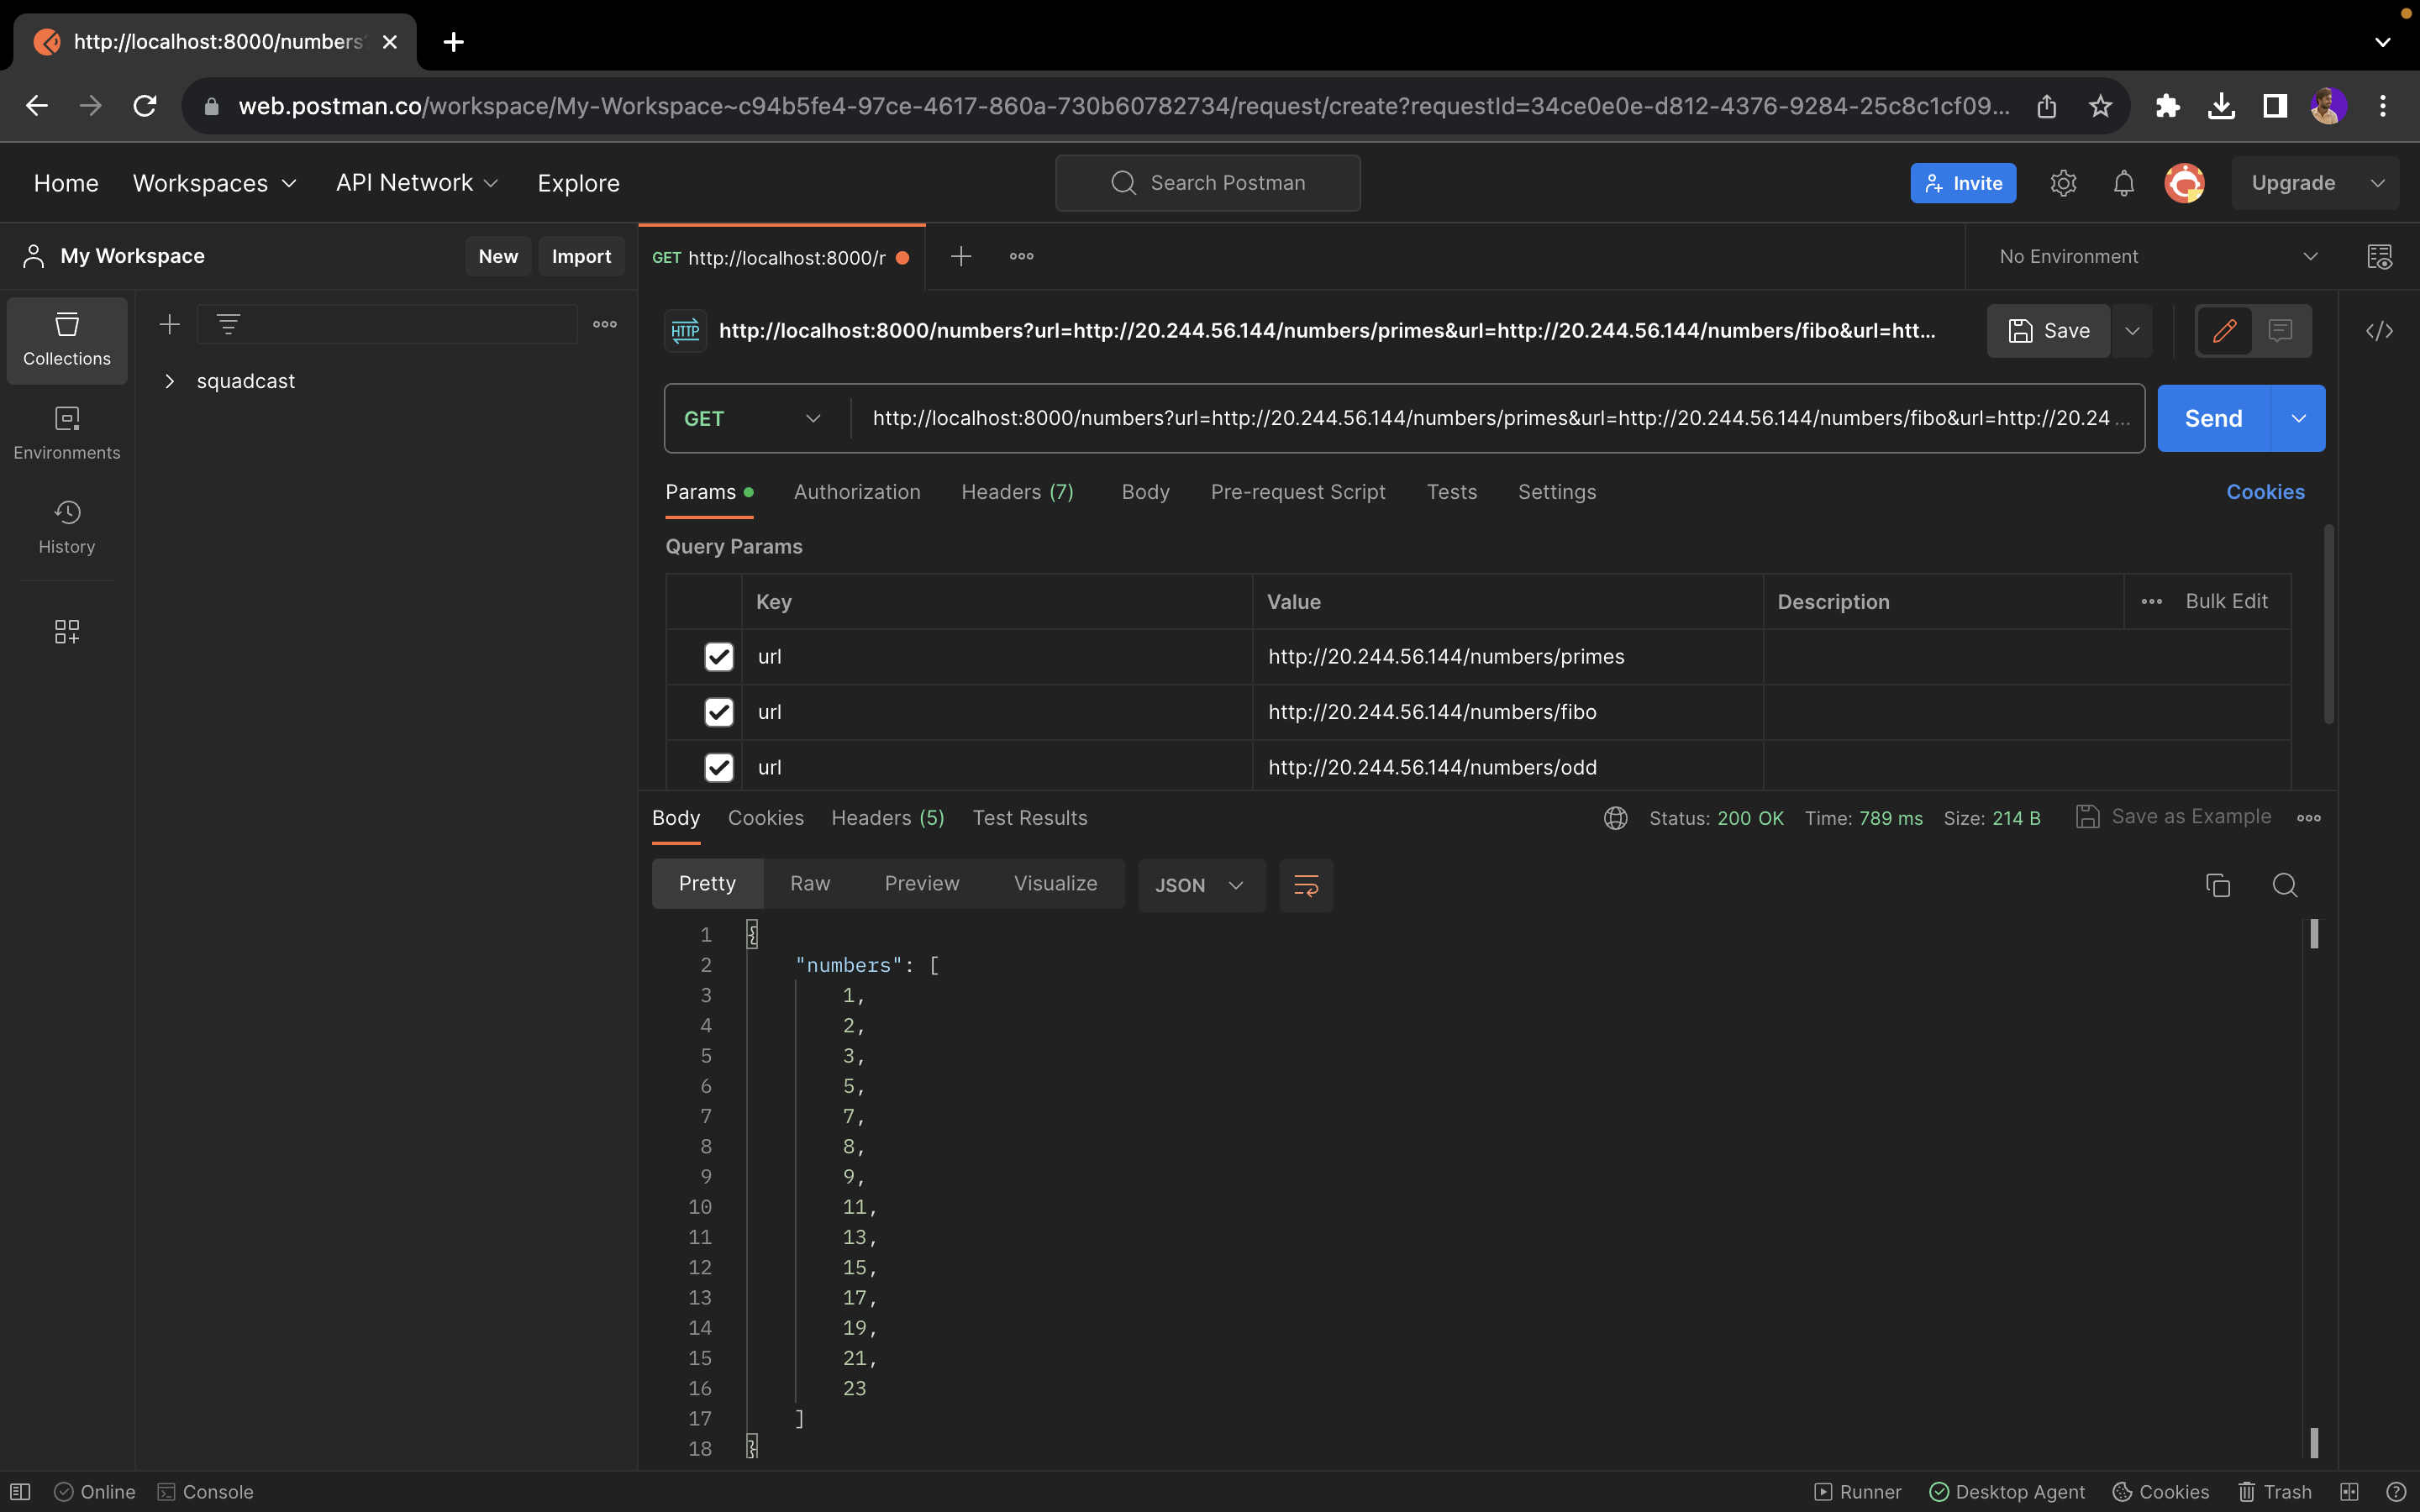 http://localhost:8000/numbers
web.postman.co/workspace/My-Workspace~c94b5fe4-97ce-4617-860a-730b60782734/request/create?requestId=34ce0e0e-d812-4376-9284-25c8c1cf09...
Home Workspaces API Network Explore Search Postman Invite Upgrade
My Workspace New Import GET http://localhost:8000/r No Environment
Collections
Environments
History
squadcast
HTTP http://localhost:8000/numbers?url=http://20.244.56.144/numbers/primes&url=http://20.244.56.144/numbers/fibo&url=htt... Save
GET http://localhost:8000/numbers?url=http://20.244.56.144/numbers/primes&url=http://20.244.56.144/numbers/fibo&url=http://20.24 ... Send
Params Authorization Headers (7) Body Pre-request Script Tests Settings Cookies
Query Params
Key Value Description Bulk Edit
url http://20.244.56.144/numbers/primes
url http://20.244.56.144/numbers/fibo
url http://20.244.56.144/numbers/odd
Body Cookies Headers (5) Test Results Status: 200 OK Time: 789 ms Size: 214 B Save as Example
Pretty Raw Preview Visualize JSON
1 {
2 "numbers": [
3 1,
4 2,
5 3,
6 5,
7 7,
8 8,
9 9,
10 11,
11 13,
12 15,
13 17,
14 19,
15 21,
16 23
17 ]
18 }
Online Console Runner Desktop Agent Cookies Trash